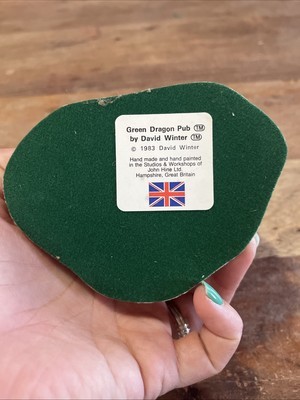 Green Dragon Pub ™
by David Winter ™
© 1983 David Winter
Hand made and hand painted
in the Studios & Workshops of
John Hine Ltd.
Hampshire, Great Britain